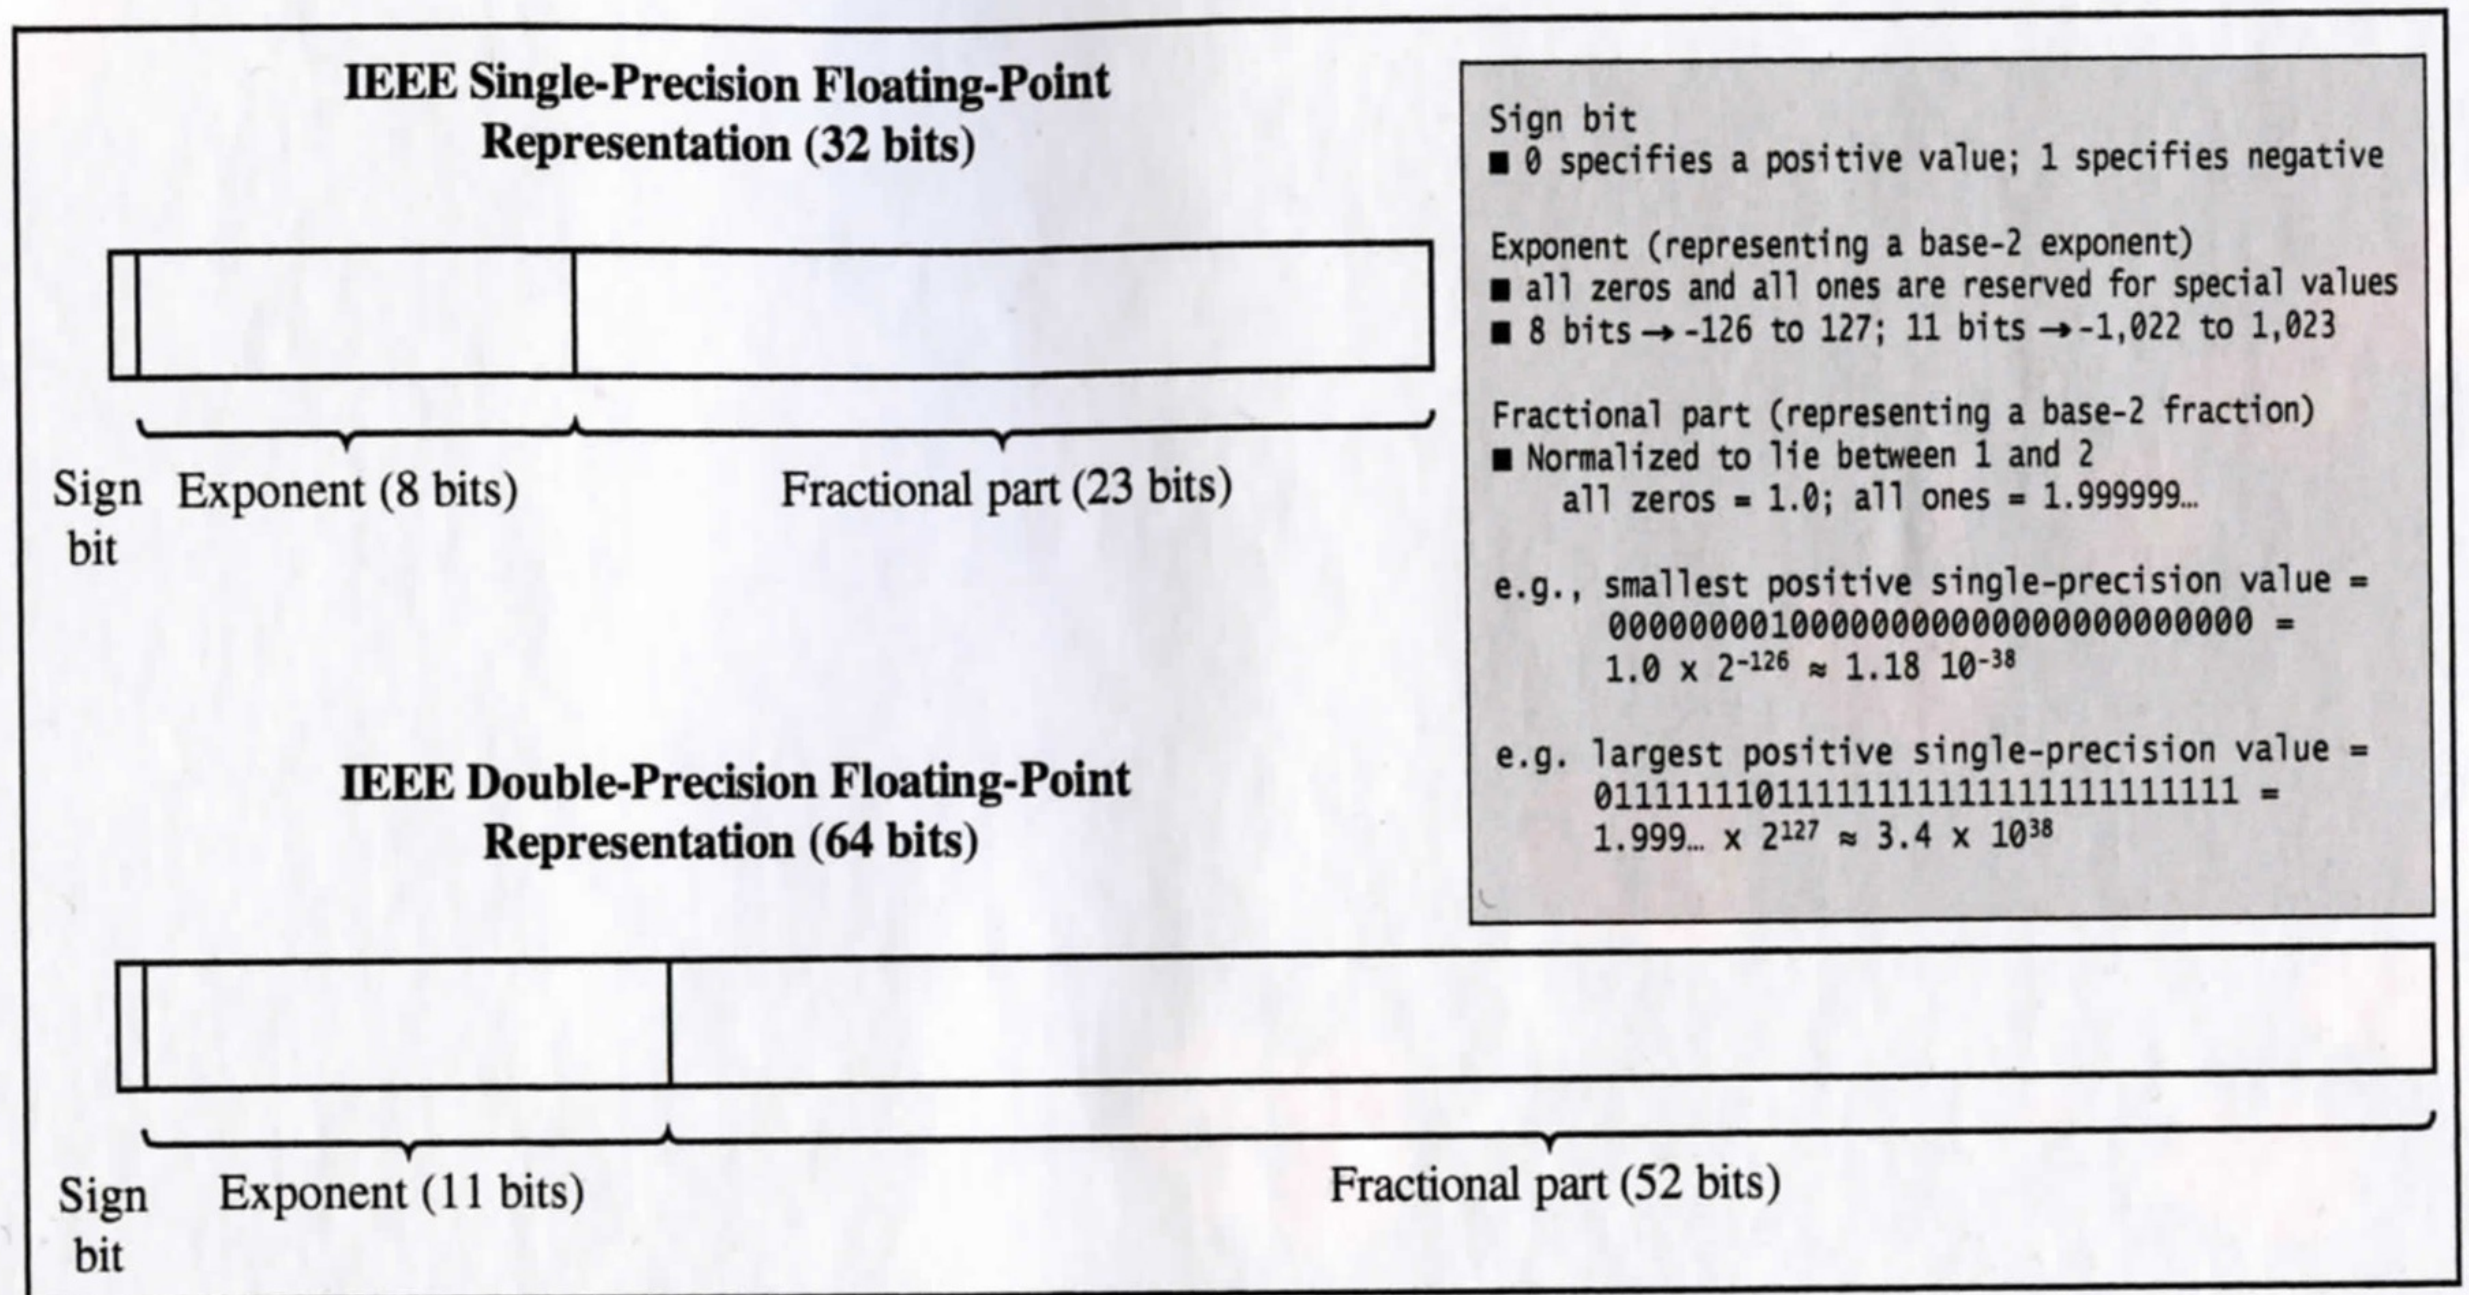 IEEE Single-Precision Floating-Point
Representation (32 bits)
Sign bit
■ 0 specifies a positive value; 1 specifies negative
Exponent (representing a base-2 exponent)
■ all zeros and all ones are reserved for special values
■ 8 bits → -126 to 127; 11 bits → -1,022 to 1,023
Fractional part (representing a base-2 fraction)
■ Normalized to lie between 1 and 2
all zeros = 1.0; all ones = 1.999999…
e.g., smallest positive single-precision value =
00000000100000000000000000000000 =
1.0 x 2⁻¹²⁶ ≈ 1.18 10⁻³⁸
e.g. largest positive single-precision value =
01111111011111111111111111111111 =
1.999… x 2¹²⁷ ≈ 3.4 x 10³⁸
Sign
bit
Exponent (8 bits)
Fractional part (23 bits)
IEEE Double-Precision Floating-Point
Representation (64 bits)
Sign
bit
Exponent (11 bits)
Fractional part (52 bits)